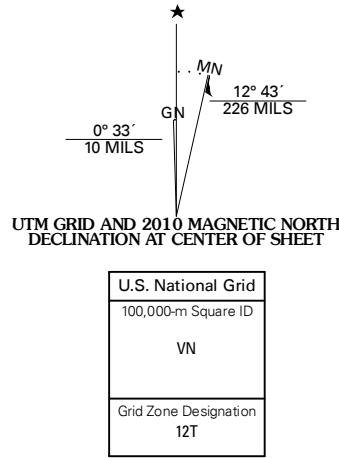 MN
GN
12° 43´
226 MILS
0° 33´
10 MILS
UTM GRID AND 2010 MAGNETIC NORTH
DECLINATION AT CENTER OF SHEET
U.S. National Grid
100,000-m Square ID
VN
Grid Zone Designation
12T